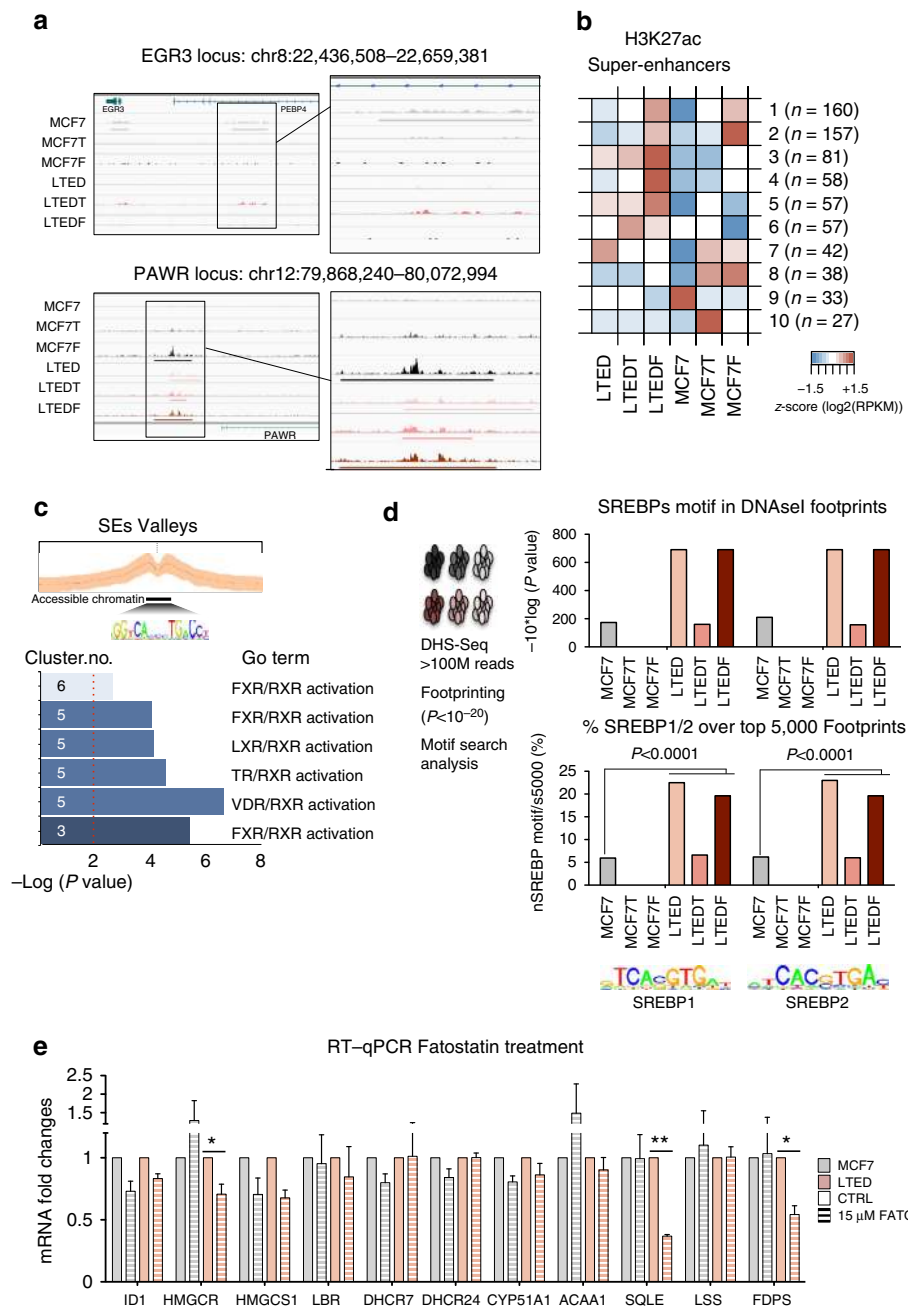 a
EGR3 locus: chr8:22,436,508–22,659,381
EGR3
PEBP4
MCF7
MCF7T
MCF7F
LTED
LTEDT
LTEDF
PAWR locus: chr12:79,868,240–80,072,994
MCF7
MCF7T
MCF7F
LTED
LTEDT
LTEDF
PAWR
b
H3K27ac
Super-enhancers
1 (n = 160)
2 (n = 157)
3 (n = 81)
4 (n = 58)
5 (n = 57)
6 (n = 57)
7 (n = 42)
8 (n = 38)
9 (n = 33)
10 (n = 27)
LTED
LTEDT
LTEDF
MCF7
MCF7T
MCF7F
−1.5 +1.5
z-score (log2(RPKM))
c
SEs Valleys
Accessible chromatin
Cluster.no. Go term
6 FXR/RXR activation
5 FXR/RXR activation
5 LXR/RXR activation
5 TR/RXR activation
5 VDR/RXR activation
3 FXR/RXR activation
0 2 4 6 8
–Log (P value)
d
DHS-Seq
>100M reads
Footprinting
(P<10−20)
Motif search
analysis
SREBPs motif in DNAseI footprints
–10*log (P value)
800
600
400
200
0
MCF7
MCF7T
MCF7F
LTED
LTEDT
LTEDF
MCF7
MCF7T
MCF7F
LTED
LTEDT
LTEDF
% SREBP1/2 over top 5,000 Footprints
P<0.0001 P<0.0001
nSREBP motif/s5000 (%)
25
20
15
10
5
0
MCF7
MCF7T
MCF7F
LTED
LTEDT
LTEDF
MCF7
MCF7T
MCF7F
LTED
LTEDT
LTEDF
SREBP1 SREBP2
e
RT–qPCR Fatostatin treatment
mRNA fold changes
2.5
1.5
1
0.5
0
* ** *
ID1 HMGCR HMGCS1 LBR DHCR7 DHCR24 CYP51A1 ACAA1 SQLE LSS FDPS
MCF7
LTED
CTRL
15 μM FATO